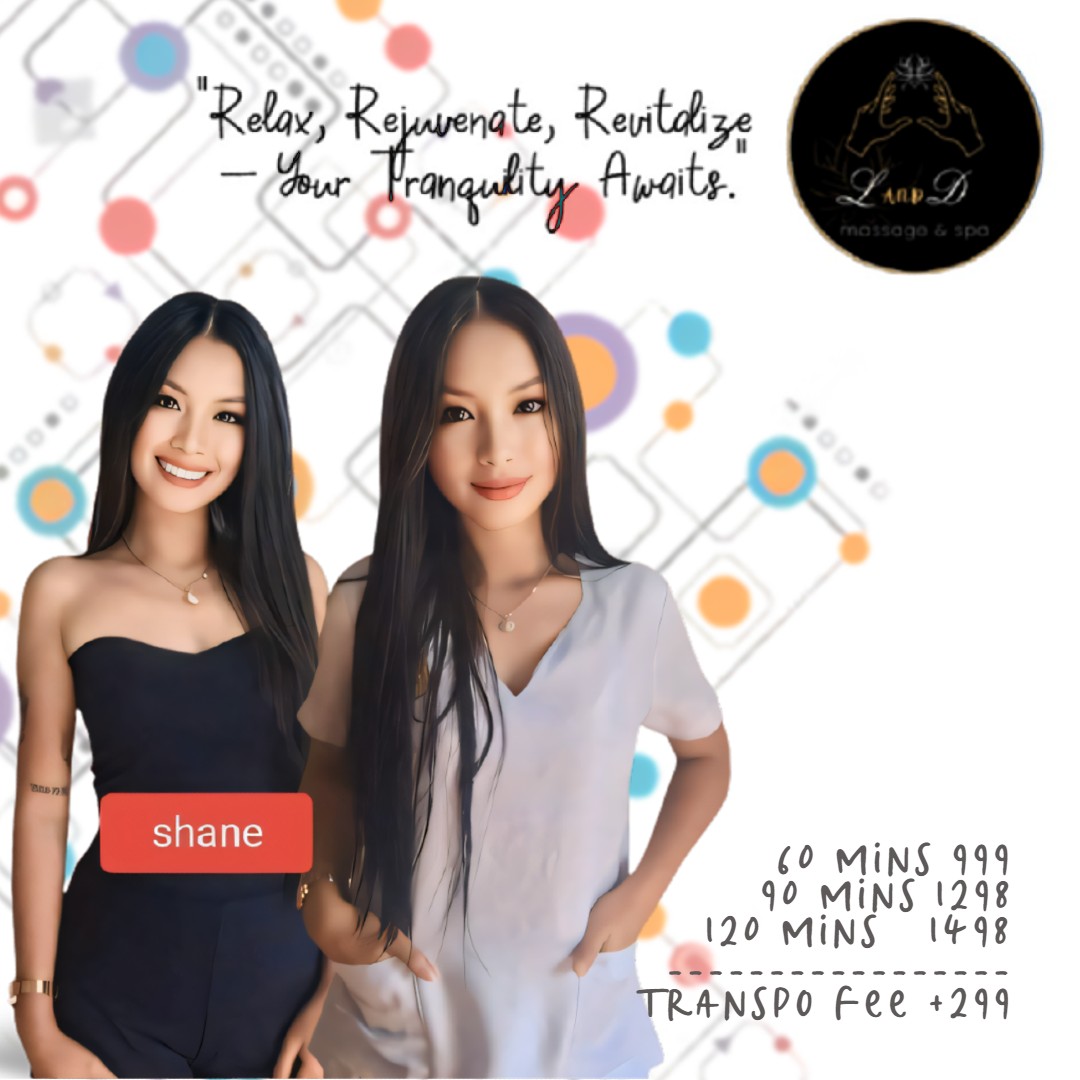 "Relax, Rejuvenate, Revitalize
— Your Tranquility Awaits."
L AND D
massage & spa
shane
60 MiNS 999
90 MiNS 1298
120 MiNS 1498
-----------------
TRANSPO Fee +299